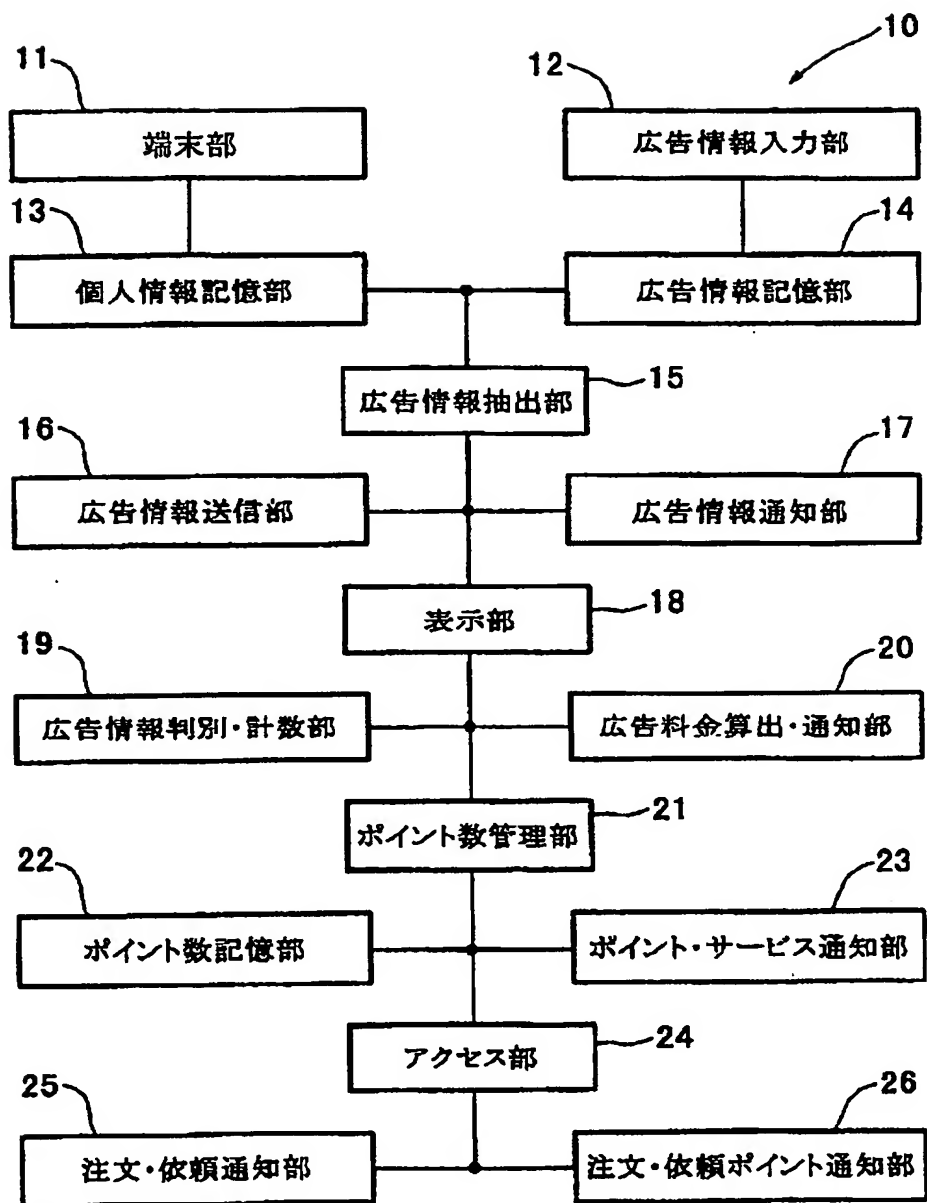 10
11
12
端末部
広告情報入力部
13
14
個人情報記憶部
広告情報記憶部
15
広告情報抽出部
16
17
広告情報送信部
広告情報通知部
18
表示部
19
20
広告情報判別・計数部
広告料金算出・通知部
21
ポイント数管理部
22
23
ポイント数記憶部
ポイント・サービス通知部
24
アクセス部
25
26
注文・依頼通知部
注文・依頼ポイント通知部